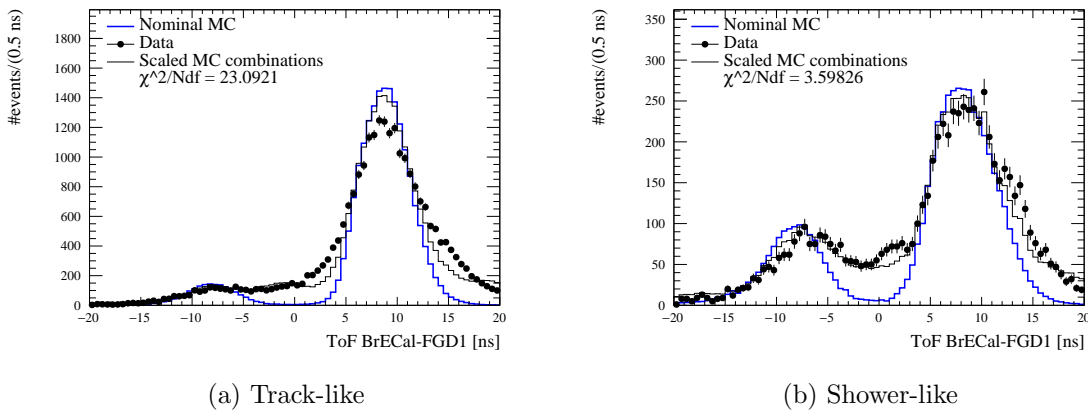 #events/(0.5 ns)
1800
1600
1400
1200
1000
800
600
400
200
0
Nominal MC
Data
Scaled MC combinations
χ^2/Ndf = 23.0921
−20 −15 −10 −5 0 5 10 15 20
ToF BrECal-FGD1 [ns]
(a) Track-like
#events/(0.5 ns)
350
300
250
200
150
100
50
0
Nominal MC
Data
Scaled MC combinations
χ^2/Ndf = 3.59826
−20 −15 −10 −5 0 5 10 15 20
ToF BrECal-FGD1 [ns]
(b) Shower-like